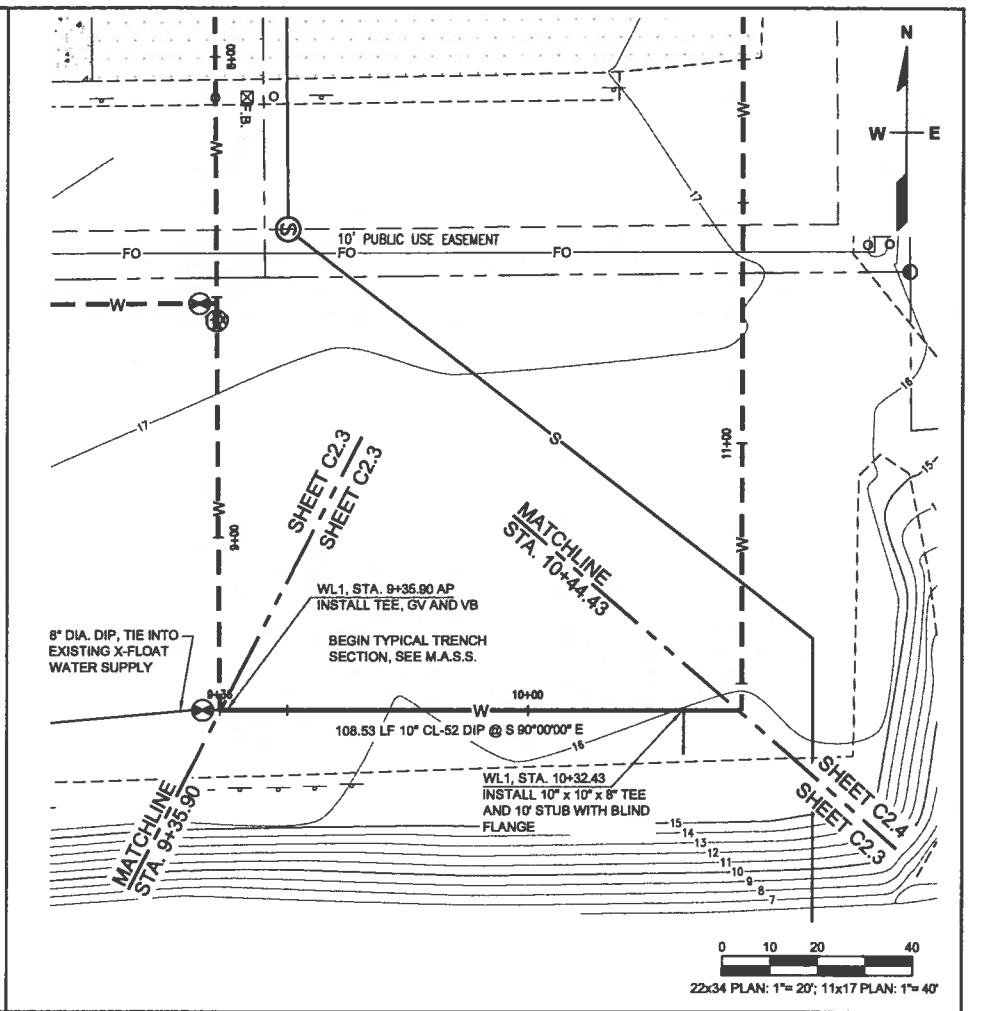 N
W E
8+00
W
W
F.B.
S
10' PUBLIC USE EASEMENT
FO FO FO
17
W
16
17
W
9+00
SHEET C2.3
SHEET C2.3
S
11+00
W
15
MATCHLINE
STA. 10+44.43
WL1, STA. 9+35.90 AP
INSTALL TEE, GV AND VB
BEGIN TYPICAL TRENCH
SECTION, SEE M.A.S.S.
8" DIA. DIP, TIE INTO
EXISTING X-FLOAT
WATER SUPPLY
9+36
10+00
W
108.53 LF 10" CL-52 DIP @ S 90°00'00" E
16
WL1, STA. 10+32.43
INSTALL 10" x 10" x 8" TEE
AND 10' STUB WITH BLIND
FLANGE
SHEET C2.4
SHEET C2.3
MATCHLINE
STA. 9+35.90
15
14
13
12
11
10
9
8
7
0 10 20 40
22x34 PLAN: 1"= 20'; 11x17 PLAN: 1"= 40'